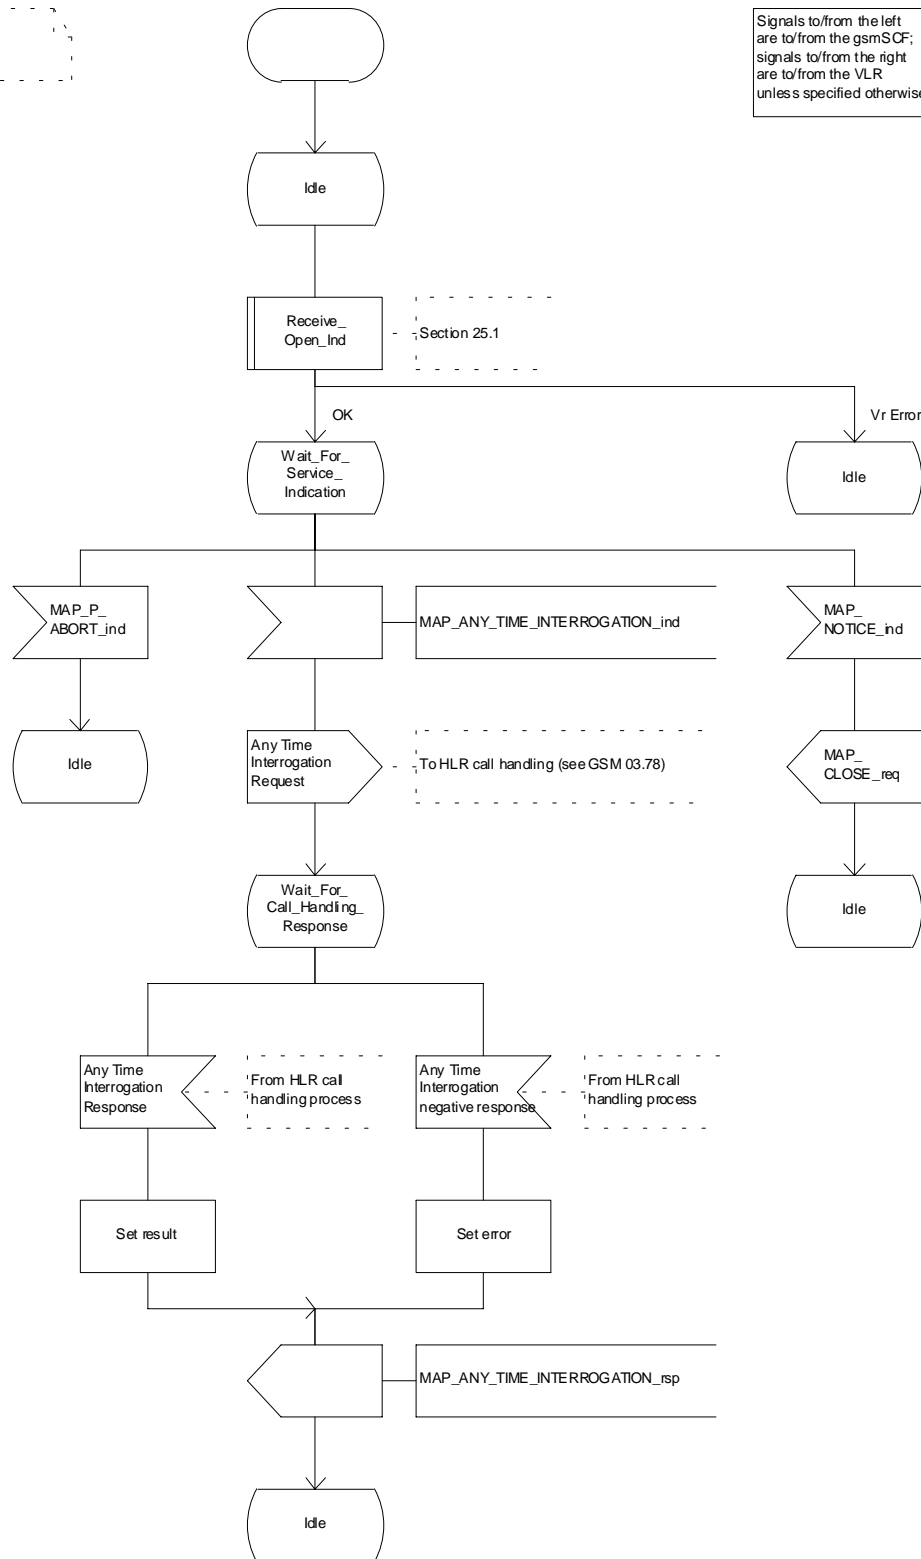 Signals to/from the left
are to/from the gsmSCF;
signals to/from the right
are to/from the VLR
unless specified otherwise
Idle
Receive_
Open_Ind
Section 25.1
OK
Vr Error
Wait_For_
Service_
Indication
Idle
MAP_P_
ABORT_ind
MAP_ANY_TIME_INTERROGATION_ind
MAP_
NOTICE_ind
Idle
Any Time
Interrogation
Request
To HLR call handling (see GSM 03.78)
MAP_
CLOSE_req
Wait_For_
Call_Handling_
Response
Idle
Any Time
Interrogation
Response
From HLR call
handling process
Any Time
Interrogation
negative response
From HLR call
handling process
Set result
Set error
MAP_ANY_TIME_INTERROGATION_rsp
Idle